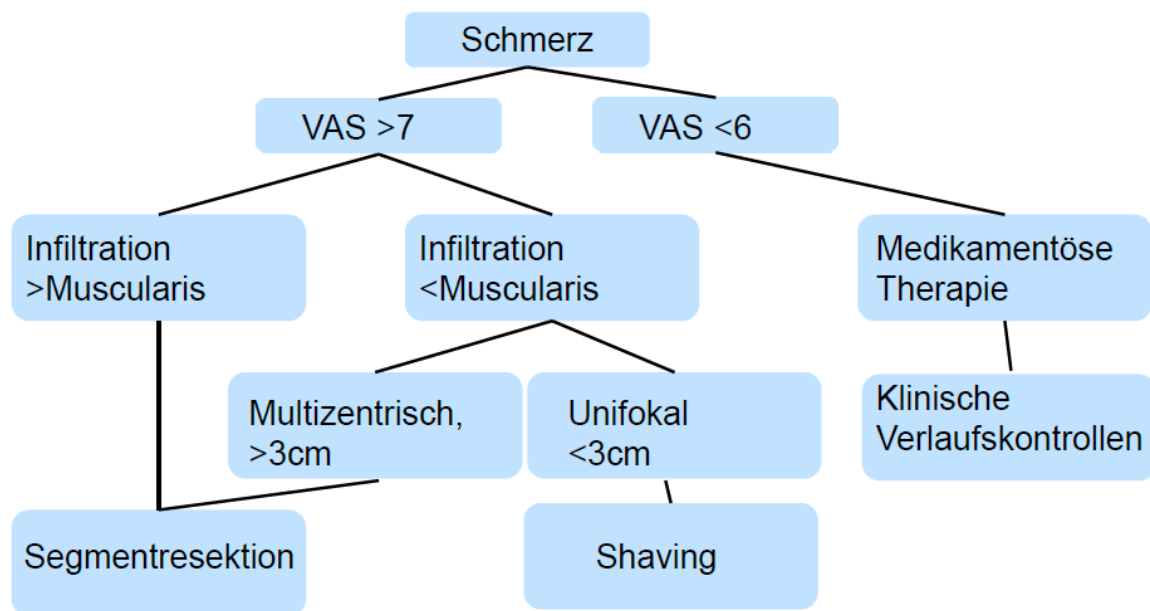 Schmerz
VAS >7
VAS <6
Infiltration
>Muscularis
Infiltration
<Muscularis
Medikamentöse
Therapie
Multizentrisch,
>3cm
Unifokal
<3cm
Klinische
Verlaufskontrollen
Segmentresektion
Shaving